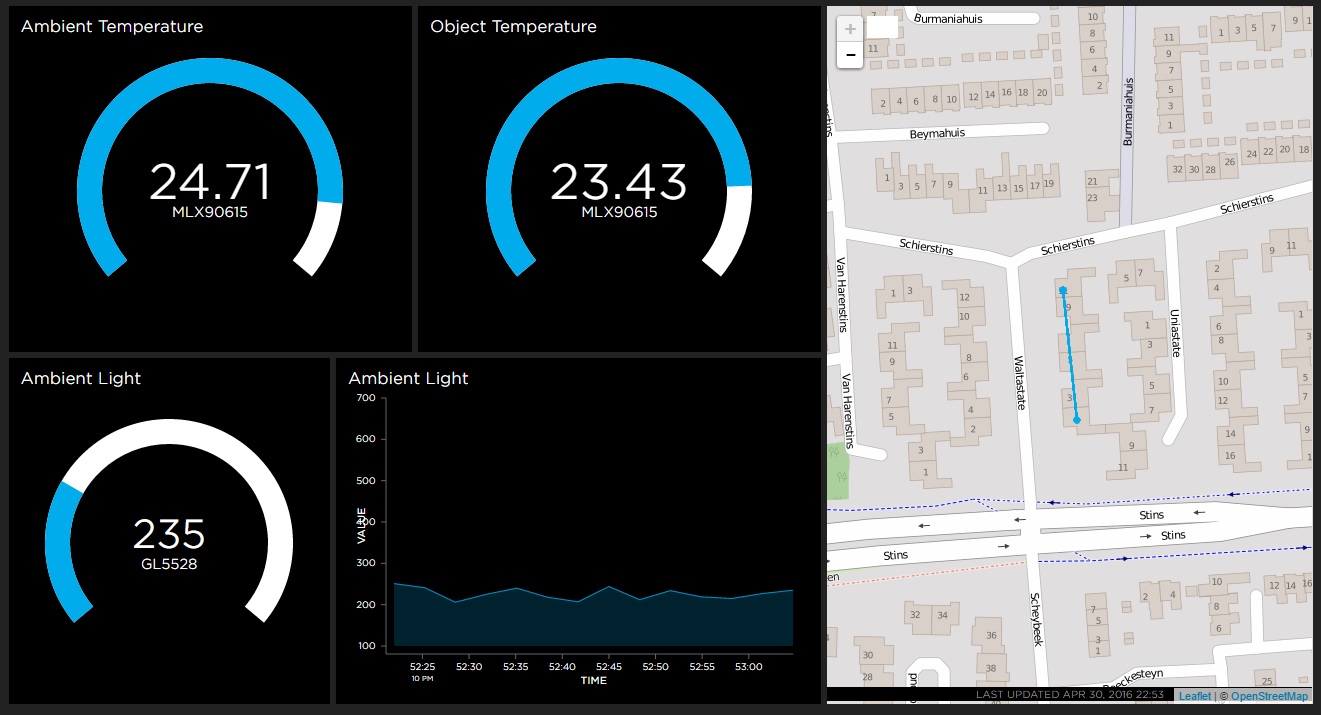 Ambient Temperature
24.71
MLX90615
Object Temperature
23.43
MLX90615
Ambient Light
235
GL5528
Ambient Light
700
600
500
400
300
200
100
VALUE
52:25
52:30
52:35
52:40
52:45
52:50
52:55
53:00
10 PM
TIME
+
−
Burmaniahuis
11
10
8
6
4
2
11
9
7
5
3
1
1 3 5 7
9
2 4 6 8 10
12 14 16 18 20
Burmaniahuis
Beymahuis
1 3 5 7 9 11 13 15 17 19
21
23
32 30 28 26 24 22 20 18
Schierstins
Schierstins
Schierstins
Van Harenstins
Van Harenstins
1 3
11
9
7
5
3
1
12
10
8
6
4
2
Waltastate
9
3
5 7
1
3
5
7
9
11
Uniastate
2
4
6
8
10
12
14
16
9 11
1
3
5
7
9
Stins
Stins
Stins
en
Scheybeek
32 34
30
28
36
38
7
5
3
1
2 4
10
8
6
12 14 16
25
Boeckesteyn
LAST UPDATED APR 30, 2016 22:53
Leaflet | © OpenStreetMap